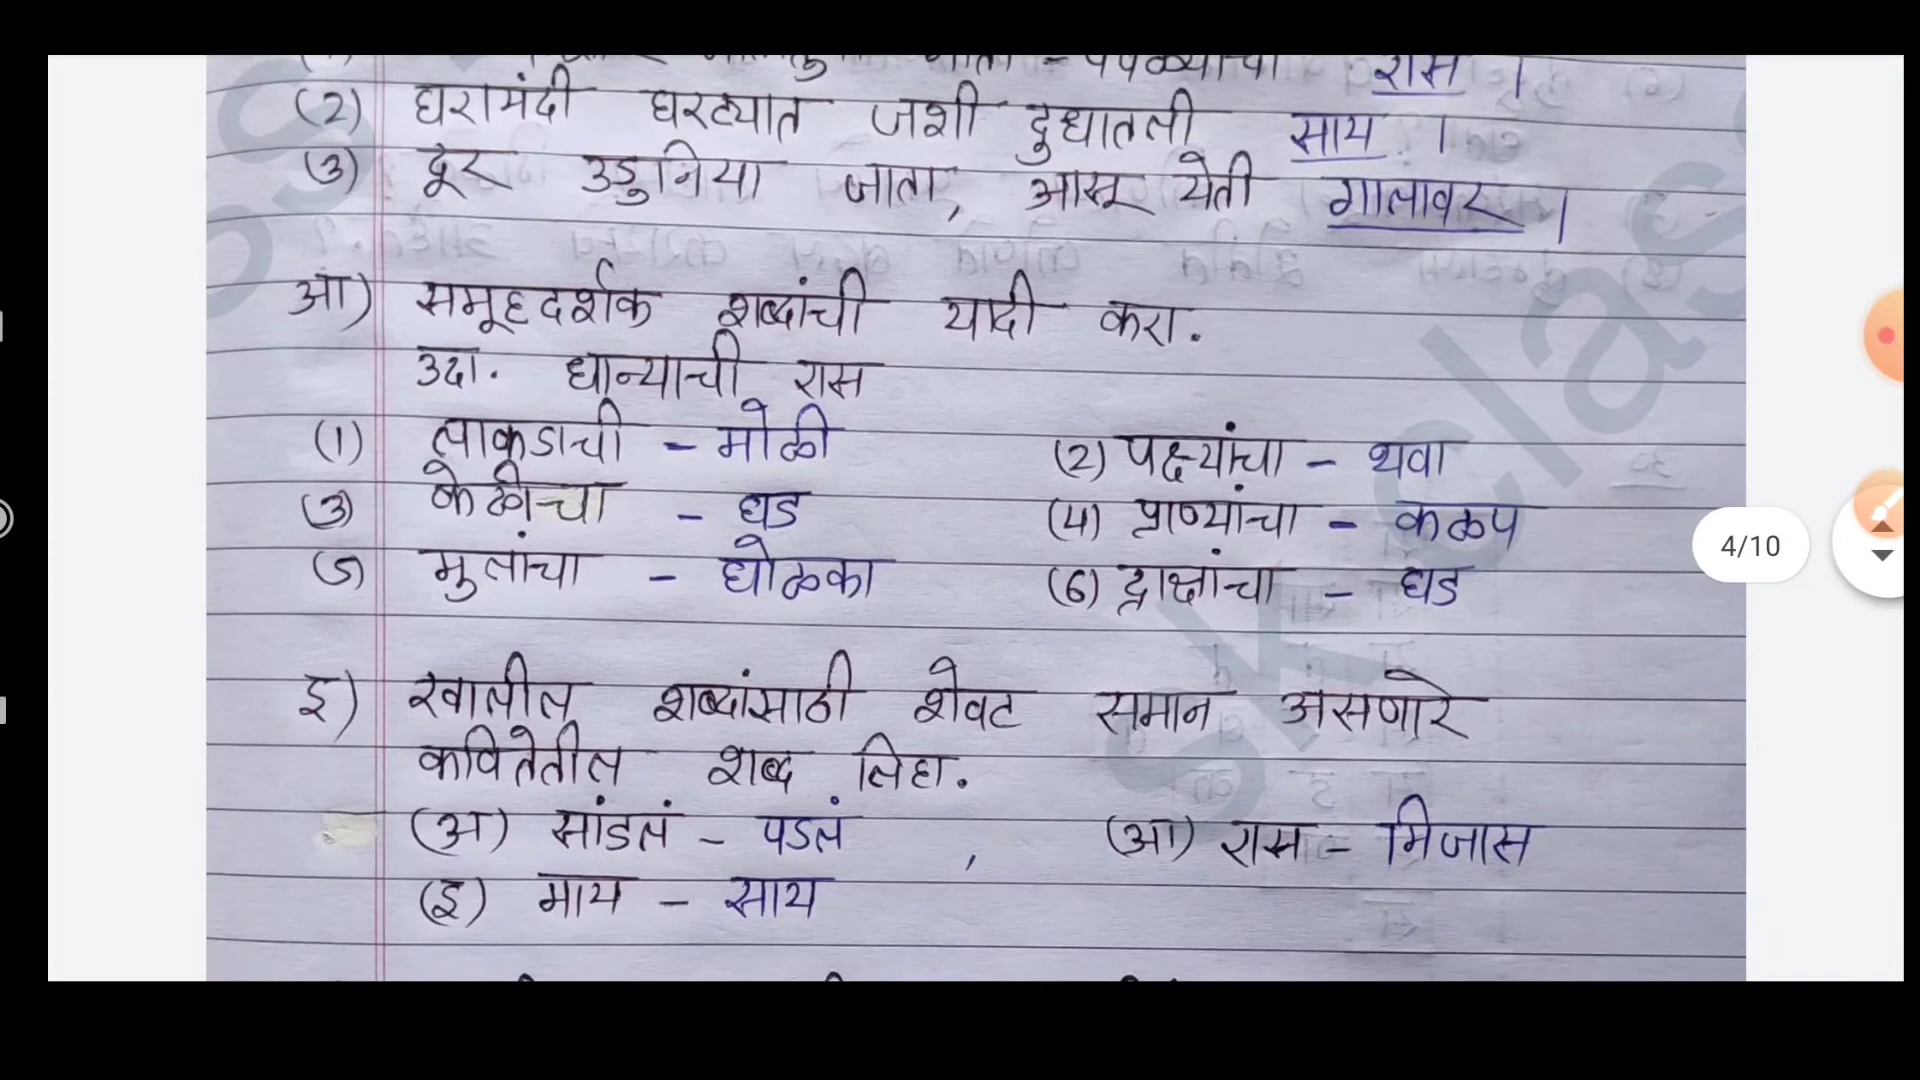 रास ।
(2) घरामंदी घरट्यात जशी दुधातली साय ।
(3) दूर उडुनिया जाता, आसू येती गालावर ।
आ) समूहदर्शक शब्दांची यादी करा.
उदा. धान्याची रास
(1) लाकडाची - मोळी (2) पक्ष्यांचा - थवा
(3) केळीचा - घड (4) प्राण्यांचा - कळप
(5) मुलांचा - घोळका (6) द्राक्षांचा - घड
4/10
इ) खालील शब्दांसाठी शेवट समान असणारे
कवितेतील शब्द लिहा.
(अ) सांडलं - पडलं , (आ) रास - मिजास
(इ) माय - साय
sk class